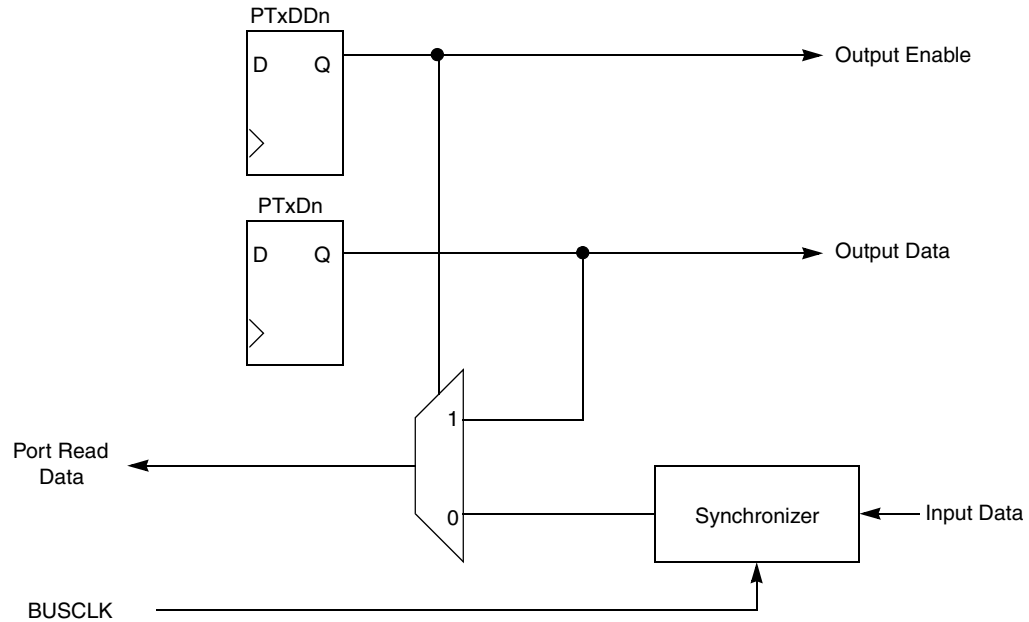 PTxDDn
D Q
Output Enable
PTxDn
D Q
Output Data
1
Port Read
Data
0
Synchronizer
Input Data
BUSCLK